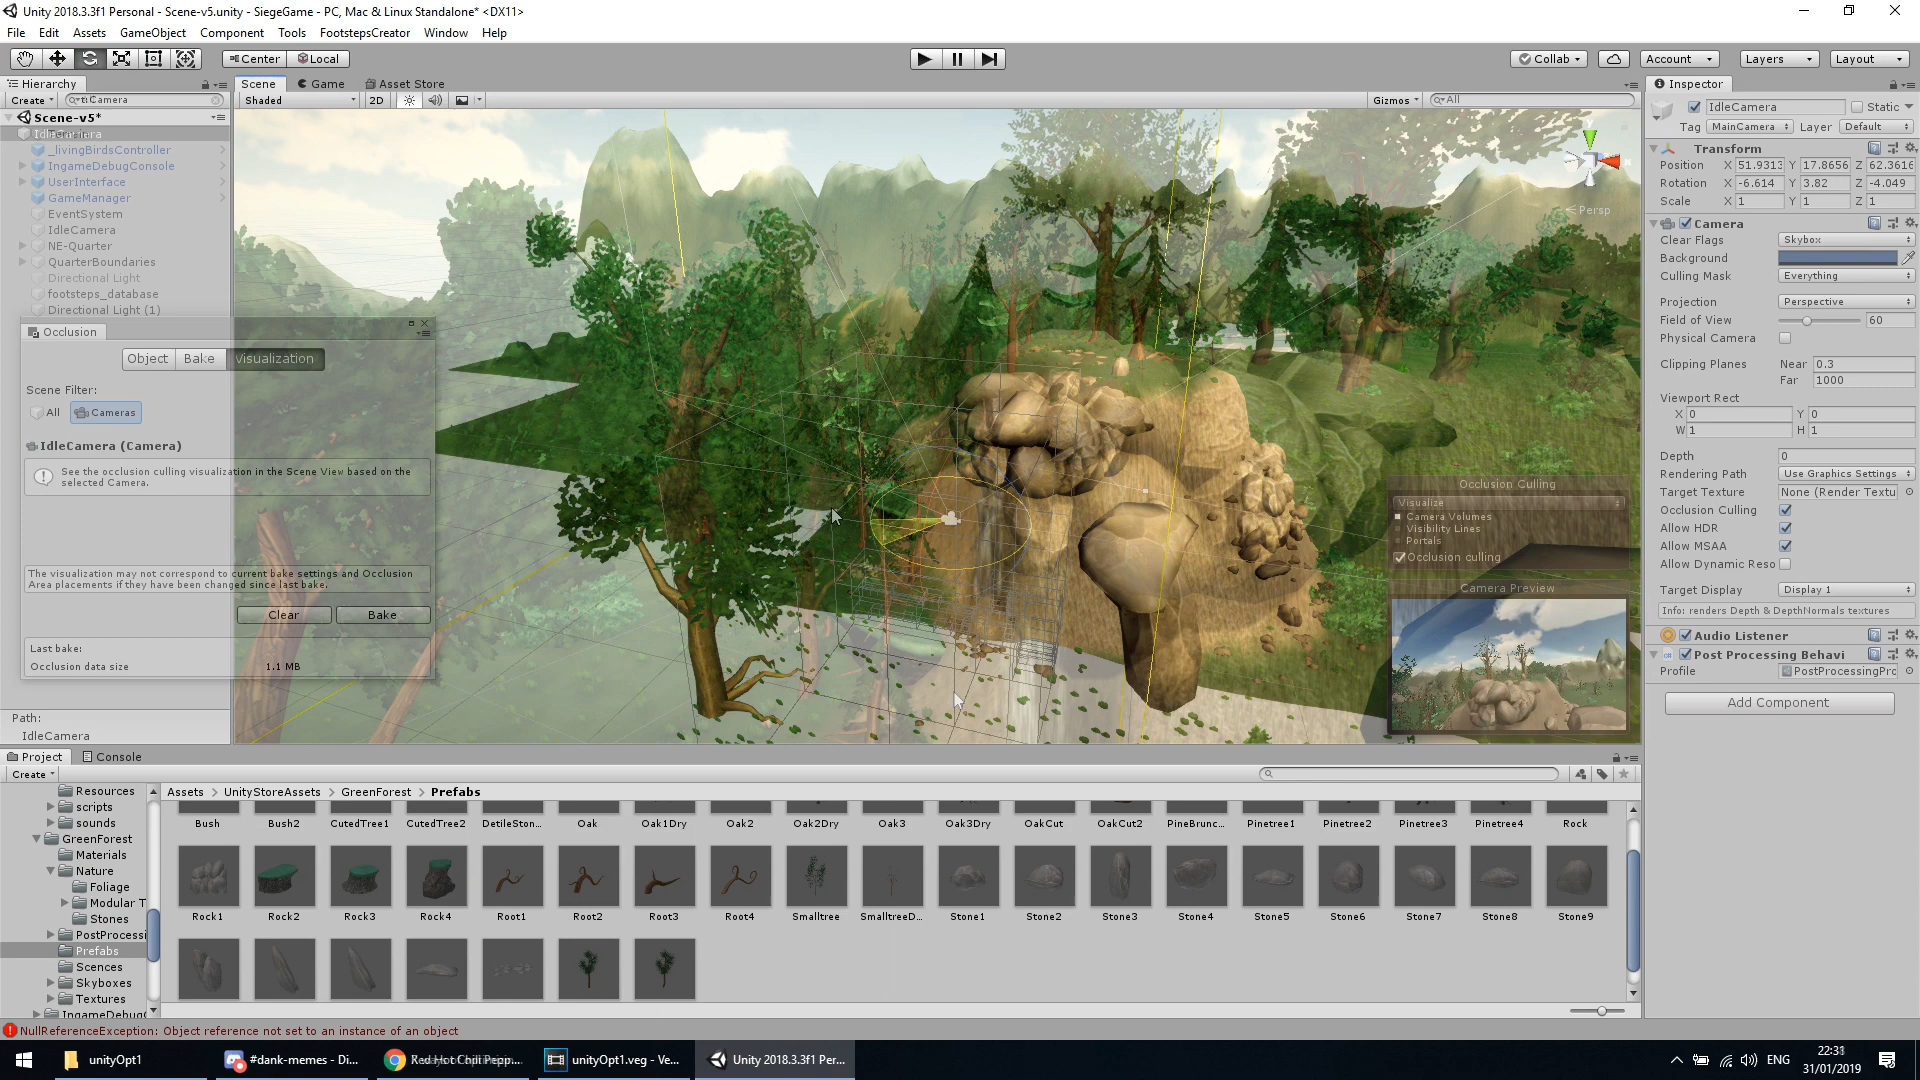 Unity 2018.3.3f1 Personal - Scene-v5.unity - SiegeGame - PC, Mac & Linux Standalone* <DX11>
File Edit Assets GameObject Component Tools FootstepsCreator Window Help
Center Local
Collab Account Layers Layout
Hierarchy
Create
Scene Game Asset Store
Shaded 2D
Gizmos All
Scene-v5*
_livingBirdsController
IngameDebugConsole
UserInterface
GameManager
EventSystem
IdleCamera
NE-Quarter
QuarterBoundaries
Directional Light
footsteps_database
Directional Light (1)
Occlusion
Object Bake Visualization
Scene Filter:
All Cameras
IdleCamera (Camera)
See the occlusion culling visualization in the Scene View based on the
selected Camera.
The visualization may not correspond to current bake settings and Occlusion
Area placements if they have been changed since last bake.
Clear Bake
Last bake:
Occlusion data size 1.1 MB
Path:
IdleCamera
y
Persp
Occlusion Culling
Visualize
Camera Volumes
Visibility Lines
Portals
Occlusion culling
Camera Preview
Inspector
IdleCamera Static
Tag MainCamera Layer Default
Transform
Position X 51.9313 Y 17.8656 Z 62.3616
Rotation X -6.614 Y 3.82 Z -4.049
Scale X 1 Y 1 Z 1
Camera
Clear Flags Skybox
Background
Culling Mask Everything
Projection Perspective
Field of View 60
Physical Camera
Clipping Planes Near 0.3
Far 1000
Viewport Rect
X 0 Y 0
W 1 H 1
Depth 0
Rendering Path Use Graphics Settings
Target Texture None (Render Textu
Occlusion Culling
Allow HDR
Allow MSAA
Allow Dynamic Reso
Target Display Display 1
Info: renders Depth & DepthNormals textures
Audio Listener
Post Processing Behavi
Profile PostProcessingPrc
Add Component
Project Console
Create
Resources
scripts
sounds
GreenForest
Materials
Nature
Foliage
Modular T
Stones
PostProcessi
Prefabs
Scences
Skyboxes
Textures
IngameDebugC
Assets > UnityStoreAssets > GreenForest > Prefabs
Bush Bush2 CutedTree1 CutedTree2 DetileSton... Oak Oak1Dry Oak2 Oak2Dry Oak3 Oak3Dry OakCut OakCut2 PineBrunc... Pinetree1 Pinetree2 Pinetree3 Pinetree4 Rock
Rock1 Rock2 Rock3 Rock4 Root1 Root2 Root3 Root4 Smalltree SmalltreeD... Stone1 Stone2 Stone3 Stone4 Stone5 Stone6 Stone7 Stone8 Stone9
NullReferenceException: Object reference not set to an instance of an object
unityOpt1 #dank-memes - Di... unityOpt1.veg - Ve... Unity 2018.3.3f1 Per...
ENG
31/01/2019